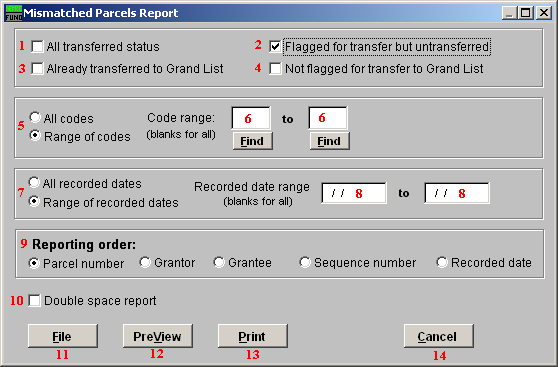 FUND Mismatched Parcels Report
1 All transferred status 2 Flagged for transfer but untransferred
3 Already transferred to Grand List 4 Not flagged for transfer to Grand List
All codes Code range: 6 to 6
5 Range of codes (blanks for all) Find Find
All recorded dates Recorded date range / / 8 to / / 8
7 Range of recorded dates (blanks for all)
9 Reporting order:
Parcel number Grantor Grantee Sequence number Recorded date
10 Double space report
File PreView Print Cancel
11 12 13 14